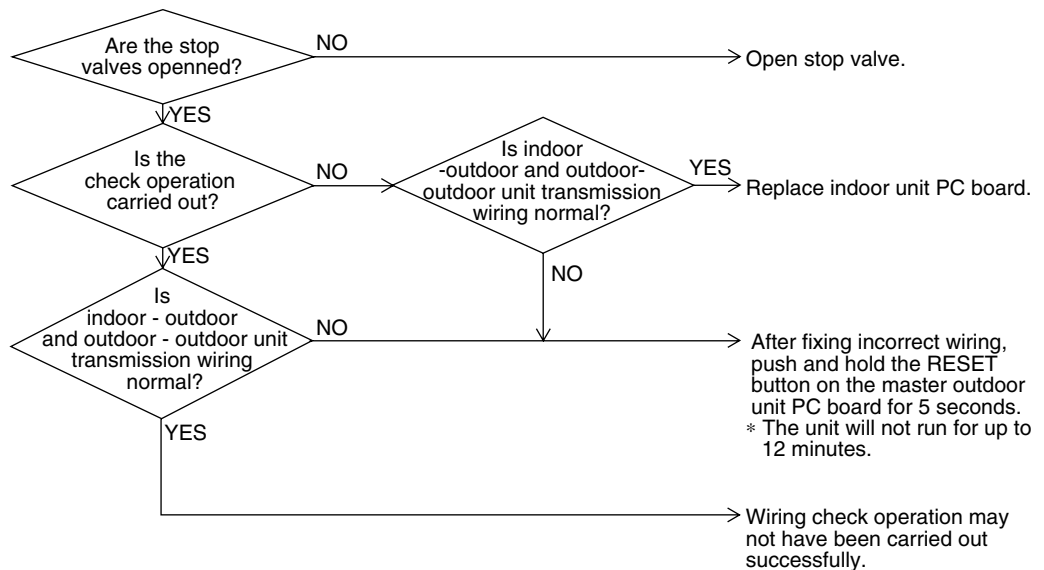 Are the stop
valves openned?
NO
Open stop valve.
YES
Is the
check operation
carried out?
NO
Is indoor
-outdoor and outdoor-
outdoor unit transmission
wiring normal?
YES
Replace indoor unit PC board.
YES
NO
Is
indoor - outdoor
and outdoor - outdoor unit
transmission wiring
normal?
NO
After fixing incorrect wiring,
push and hold the RESET
button on the master outdoor
unit PC board for 5 seconds.
* The unit will not run for up to
12 minutes.
YES
Wiring check operation may
not have been carried out
successfully.